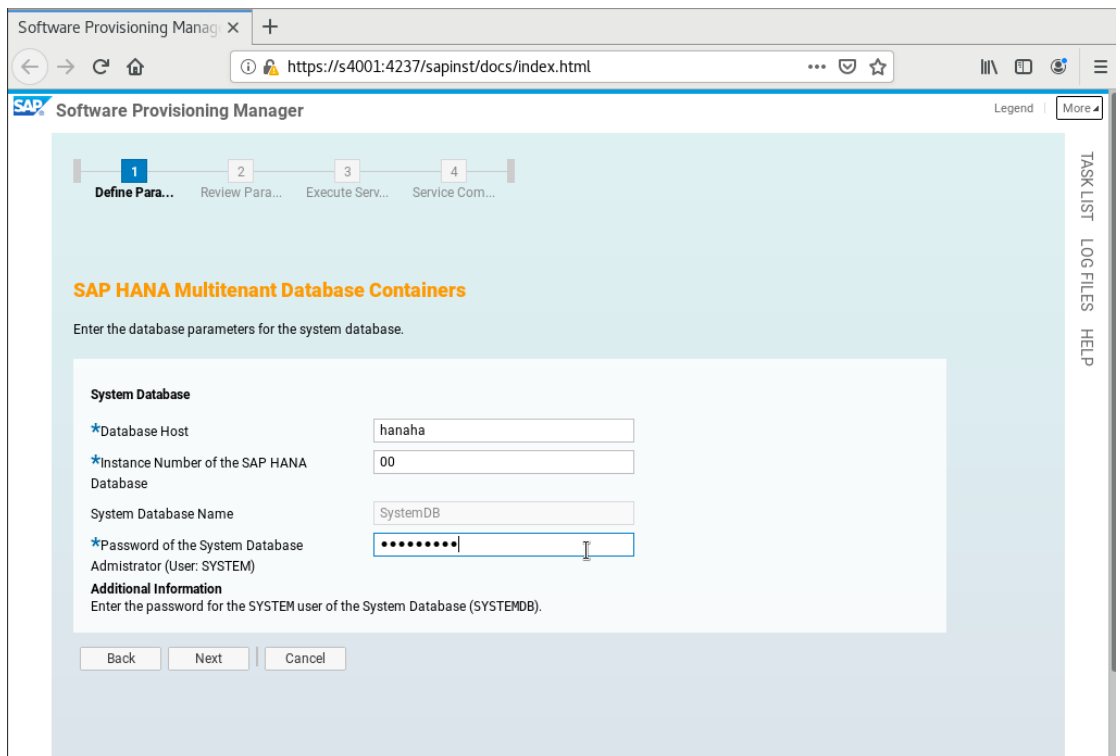 Software Provisioning Manag
https://s4001:4237/sapinst/docs/index.html
SAP Software Provisioning Manager
Legend
More
1
2
3
4
Define Para...
Review Para...
Execute Serv...
Service Com...
TASK LIST
LOG FILES
HELP
SAP HANA Multitenant Database Containers
Enter the database parameters for the system database.
System Database
*Database Host
hanaha
*Instance Number of the SAP HANA
Database
00
System Database Name
SystemDB
*Password of the System Database
Admistrator (User: SYSTEM)
•••••••••
Additional Information
Enter the password for the SYSTEM user of the System Database (SYSTEMDB).
Back
Next
Cancel